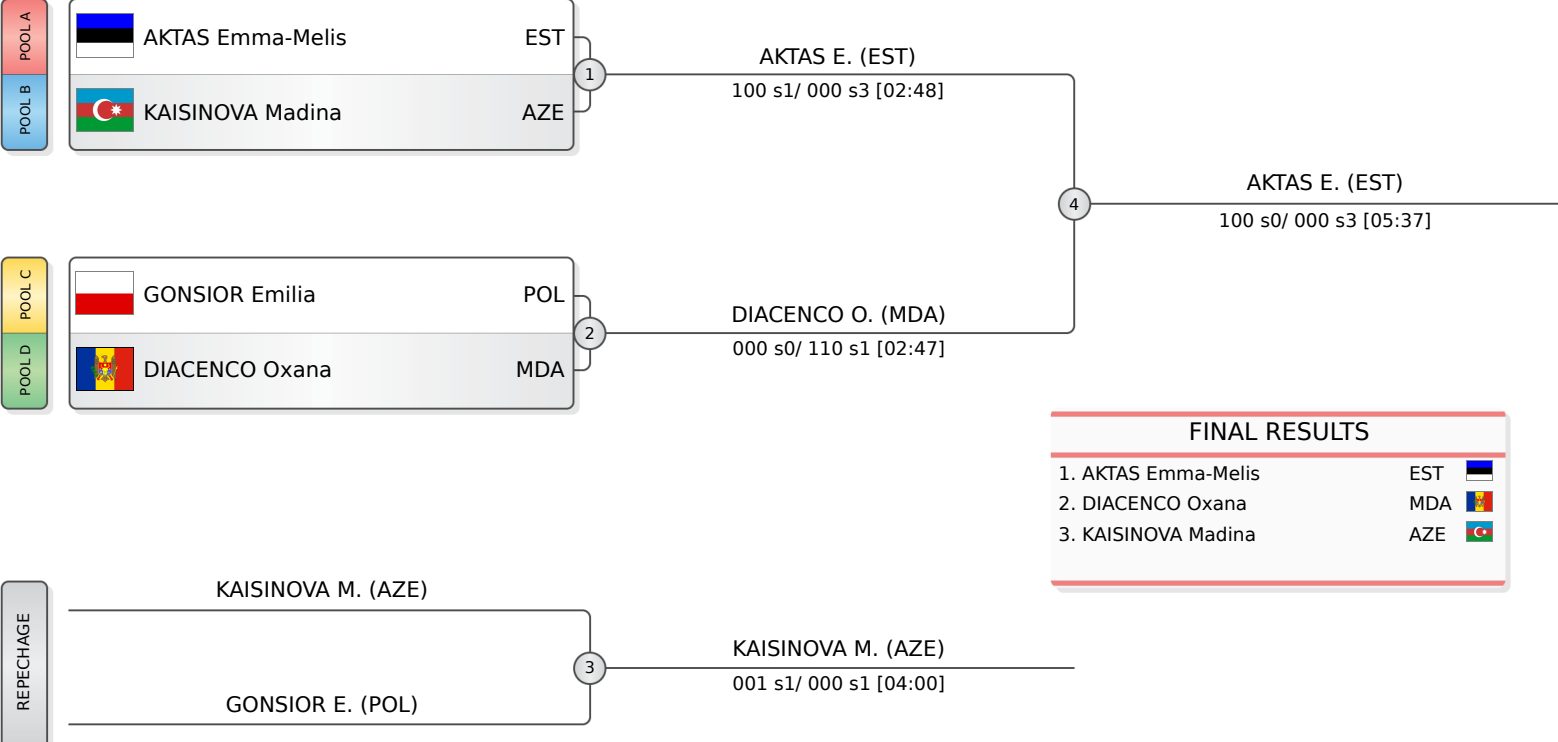 POOL A
AKTAS Emma-Melis EST
POOL B
KAISINOVA Madina AZE
1
AKTAS E. (EST)
100 s1/ 000 s3 [02:48]
4
AKTAS E. (EST)
100 s0/ 000 s3 [05:37]
POOL C
GONSIOR Emilia POL
POOL D
DIACENCO Oxana MDA
2
DIACENCO O. (MDA)
000 s0/ 110 s1 [02:47]
FINAL RESULTS
1. AKTAS Emma-Melis EST
2. DIACENCO Oxana MDA
3. KAISINOVA Madina AZE
REPECHAGE
KAISINOVA M. (AZE)
GONSIOR E. (POL)
3
KAISINOVA M. (AZE)
001 s1/ 000 s1 [04:00]